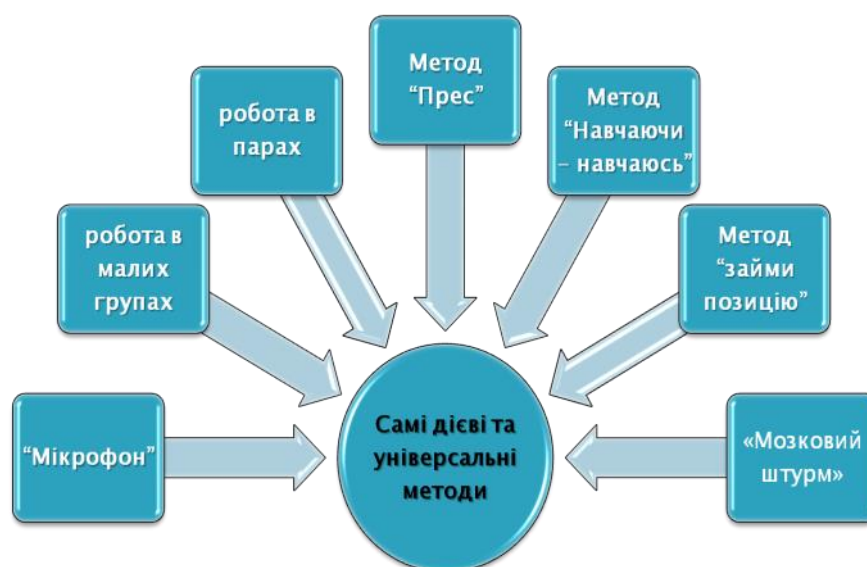 “Мікрофон”
робота в
малих
групах
робота в
парах
Метод
“Прес”
Метод
“Навчаючи
– навчаюсь”
Метод
“займи
позицію”
«Мозковий
штурм»
Самі дієві та
універсальні
методи